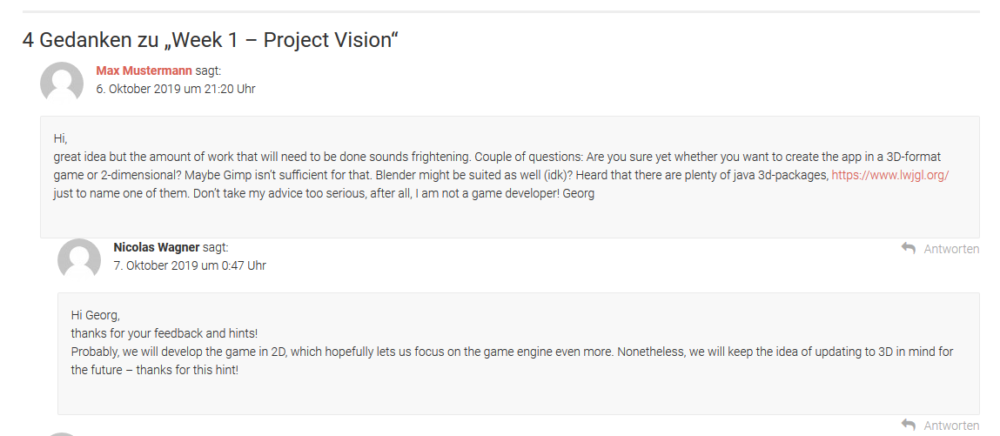 4 Gedanken zu „Week 1 – Project Vision“
Max Mustermann sagt:
6. Oktober 2019 um 21:20 Uhr
Hi,
great idea but the amount of work that will need to be done sounds frightening. Couple of questions: Are you sure yet whether you want to create the app in a 3D-format
game or 2-dimensional? Maybe Gimp isn’t sufficient for that. Blender might be suited as well (idk)? Heard that there are plenty of java 3d-packages, https://www.lwjgl.org/
just to name one of them. Don’t take my advice too serious, after all, I am not a game developer! Georg
Antworten
Nicolas Wagner sagt:
7. Oktober 2019 um 0:47 Uhr
Hi Georg,
thanks for your feedback and hints!
Probably, we will develop the game in 2D, which hopefully lets us focus on the game engine even more. Nonetheless, we will keep the idea of updating to 3D in mind for
the future – thanks for this hint!
Antworten